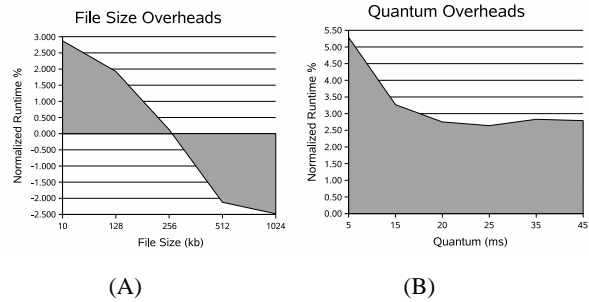 File Size Overheads
Normalized Runtime %
3.000
2.500
2.000
1.500
1.000
0.500
0.000
-0.500
-1.000
-1.500
-2.000
-2.500
10 128 256 512 1024
File Size (kb)
(A)
Quantum Overheads
Normalized Runtime %
5.50
5.00
4.50
4.00
3.50
3.00
2.50
2.00
1.50
1.00
0.50
0.00
5 15 20 25 35 45
Quantum (ms)
(B)